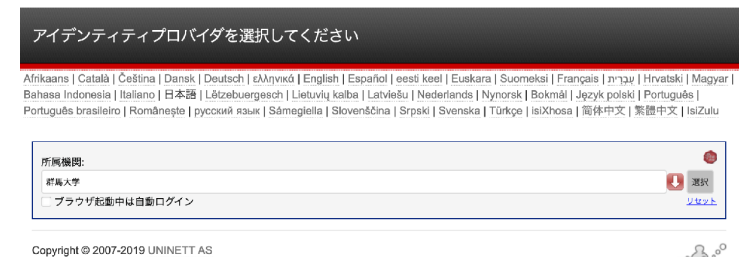 アイデンティティプロバイダを選択してください
Afrikaans | Català | Čeština | Dansk | Deutsch | ελληνικά | English | Español | eesti keel | Euskara | Suomeksi | Français | עִבְרִית | Hrvatski | Magyar |
Bahasa Indonesia | Italiano | 日本語 | Lëtzebuergesch | Lietuvių kalba | Latviešu | Nederlands | Nynorsk | Bokmål | Język polski | Português |
Português brasileiro | Românește | русский язык | Sámegiella | Slovenščina | Srpski | Svenska | Türkçe | isiXhosa | 简体中文 | 繁體中文 | IsiZulu
所属機関:
群馬大学
選択
ブラウザ起動中は自動ログイン
リセット
Copyright © 2007-2019 UNINETT AS